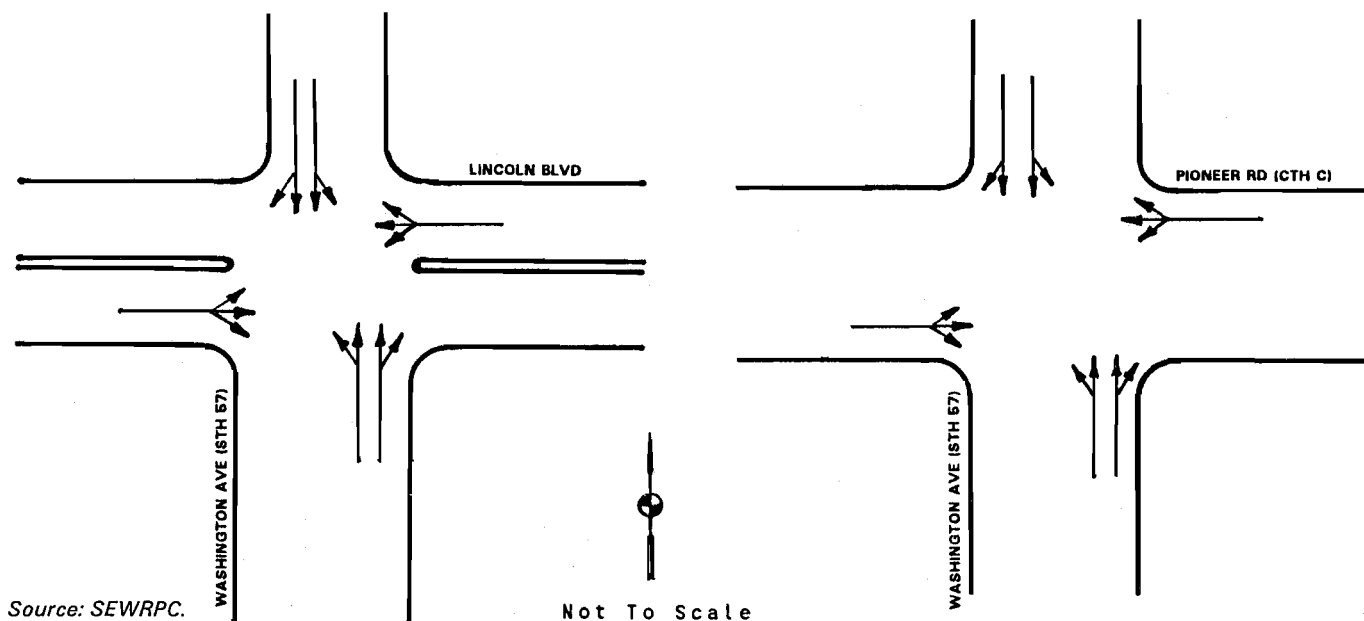 LINCOLN BLVD
PIONEER RD (CTH C)
WASHINGTON AVE (STH 57)
WASHINGTON AVE (STH 57)
Source: SEWRPC.
Not To Scale